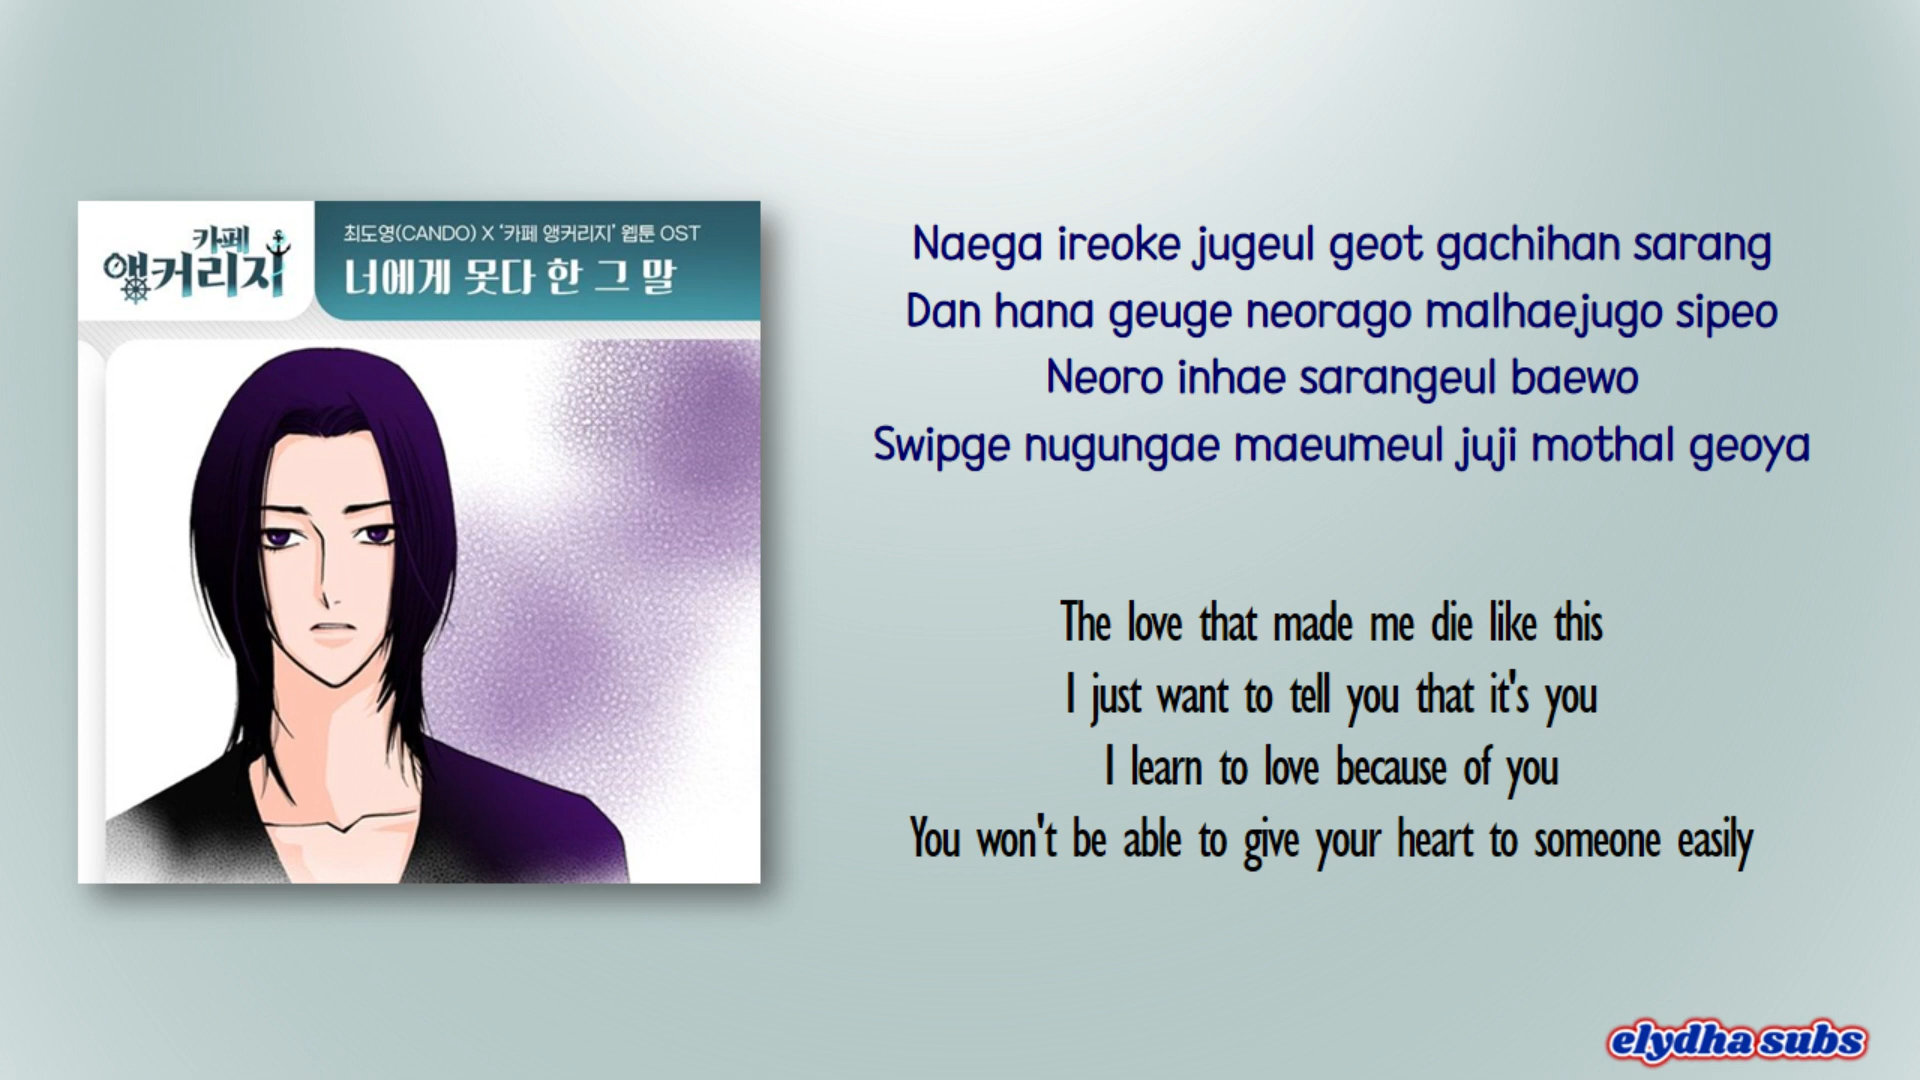 카페
앵커리지
최도영(CANDO) X '카페 앵커리지' 웹툰 OST
너에게 못다 한 그 말
Naega ireoke jugeul geot gachihan sarang
Dan hana geuge neorago malhaejugo sipeo
Neoro inhae sarangeul baewo
Swipge nugungae maeumeul juji mothal geoya
The love that made me die like this
I just want to tell you that it's you
I learn to love because of you
You won't be able to give your heart to someone easily
elydha subs